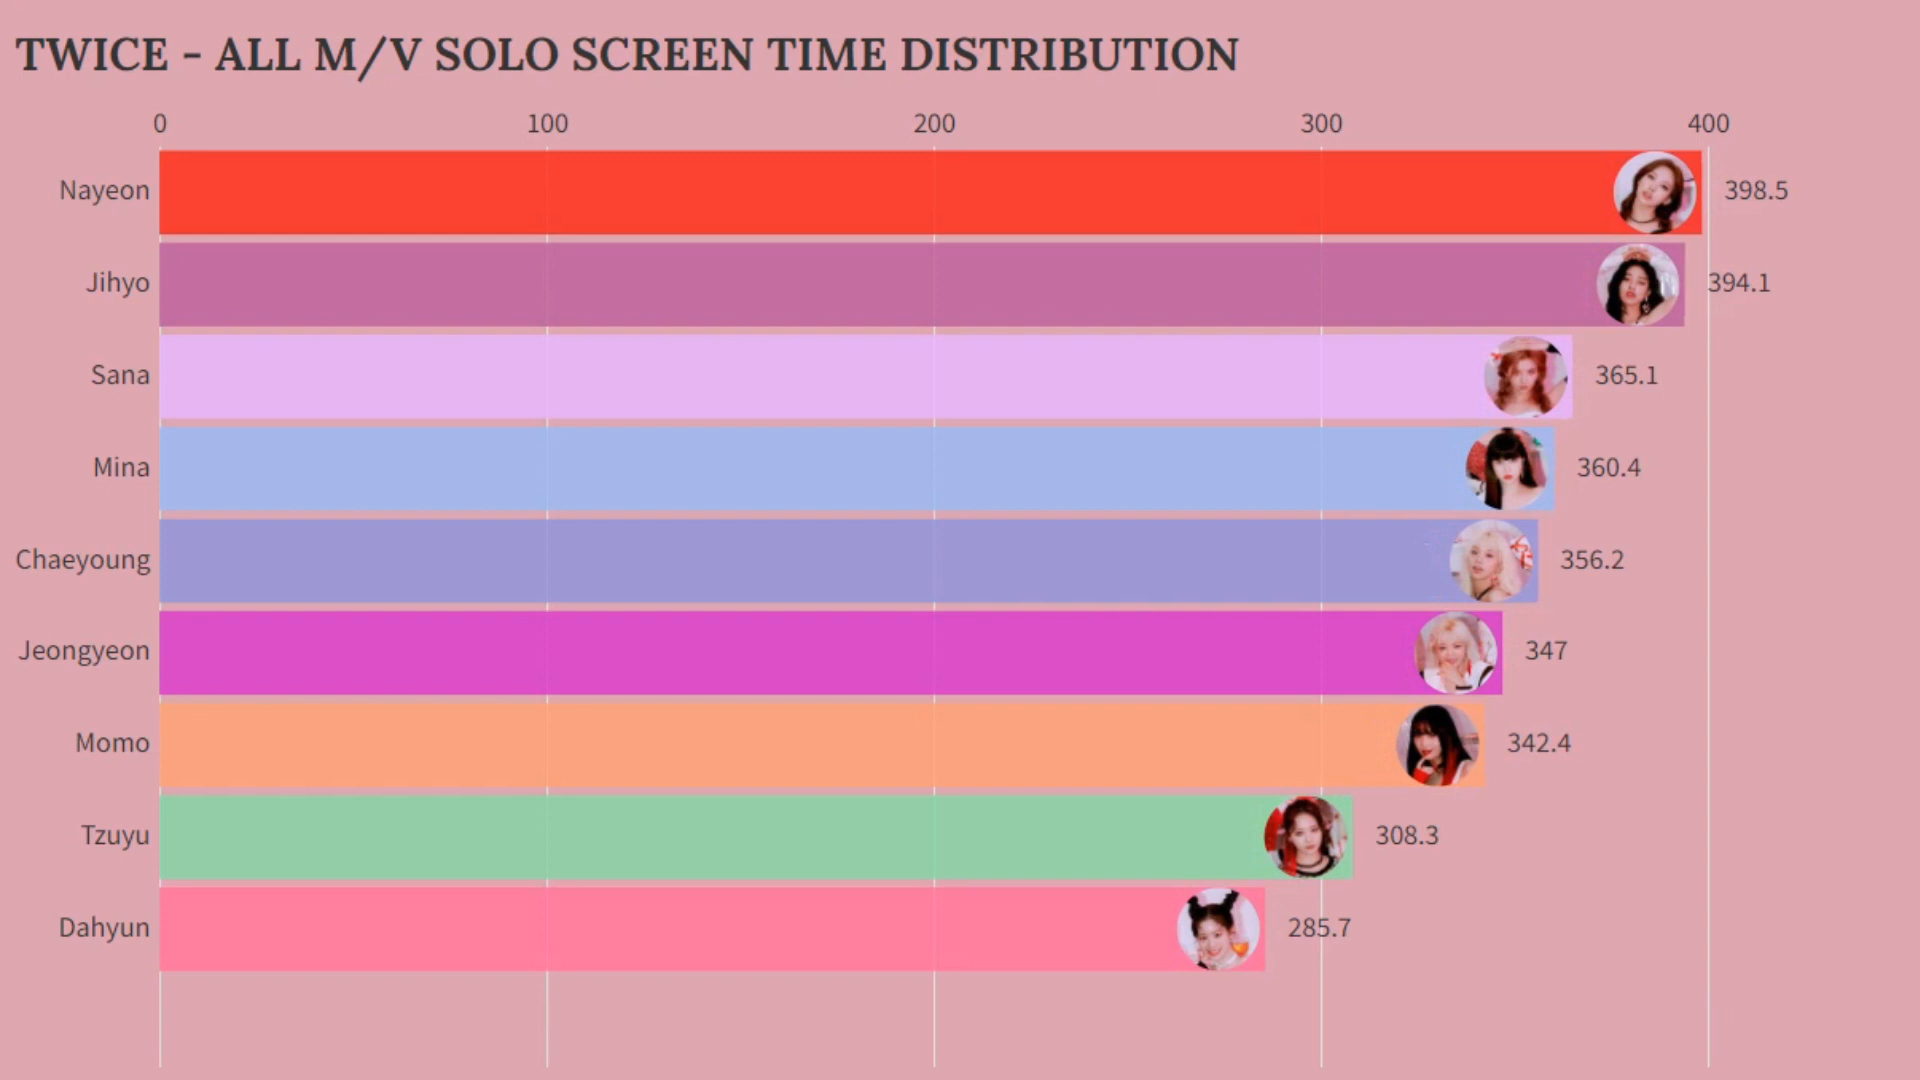 TWICE - ALL M/V SOLO SCREEN TIME DISTRIBUTION
0 100 200 300 400
Nayeon 398.5
Jihyo 394.1
Sana 365.1
Mina 360.4
Chaeyoung 356.2
Jeongyeon 347
Momo 342.4
Tzuyu 308.3
Dahyun 285.7